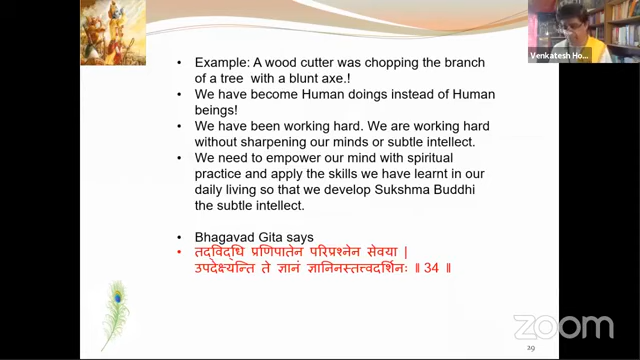 Venkatesh Ho...
• Example: A wood cutter was chopping the branch
of a tree with a blunt axe.!
• We have become Human doings instead of Human
beings!
• We have been working hard. We are working hard
without sharpening our minds or subtle intellect.
• We need to empower our mind with spiritual
practice and apply the skills we have learnt in our
daily living so that we develop Sukshma Buddhi
the subtle intellect.
• Bhagavad Gita says
• तद्विद्धि प्रणिपातेन परिप्रश्नेन सेवया |
उपदेक्ष्यन्ति ते ज्ञानं ज्ञानिनस्तत्त्वदर्शिनः ॥ 34 ॥
zoom
29